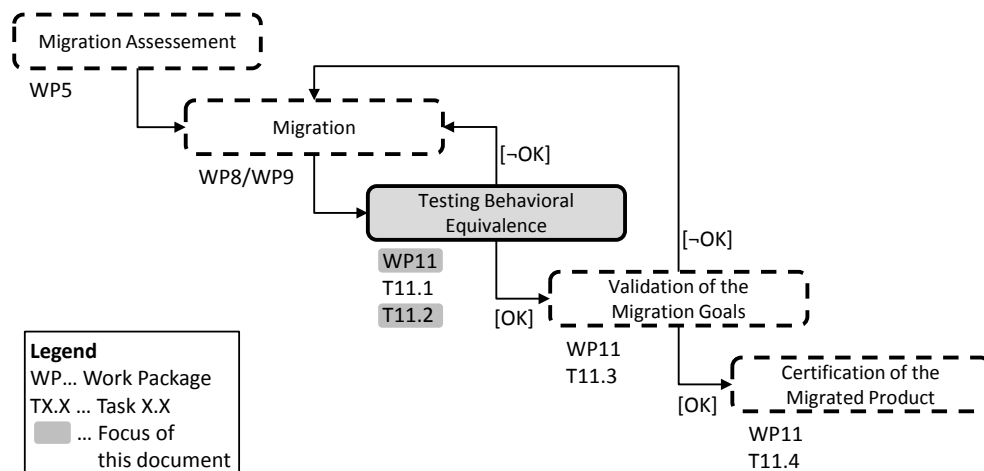 Migration Assessement
WP5
Migration
WP8/WP9
[¬OK]
Testing Behavioral
Equivalence
WP11
T11.1
T11.2
[¬OK]
[OK]
Validation of the
Migration Goals
WP11
T11.3
[OK]
Certification of the
Migrated Product
WP11
T11.4
Legend
WP... Work Package
TX.X ... Task X.X
... Focus of
this document